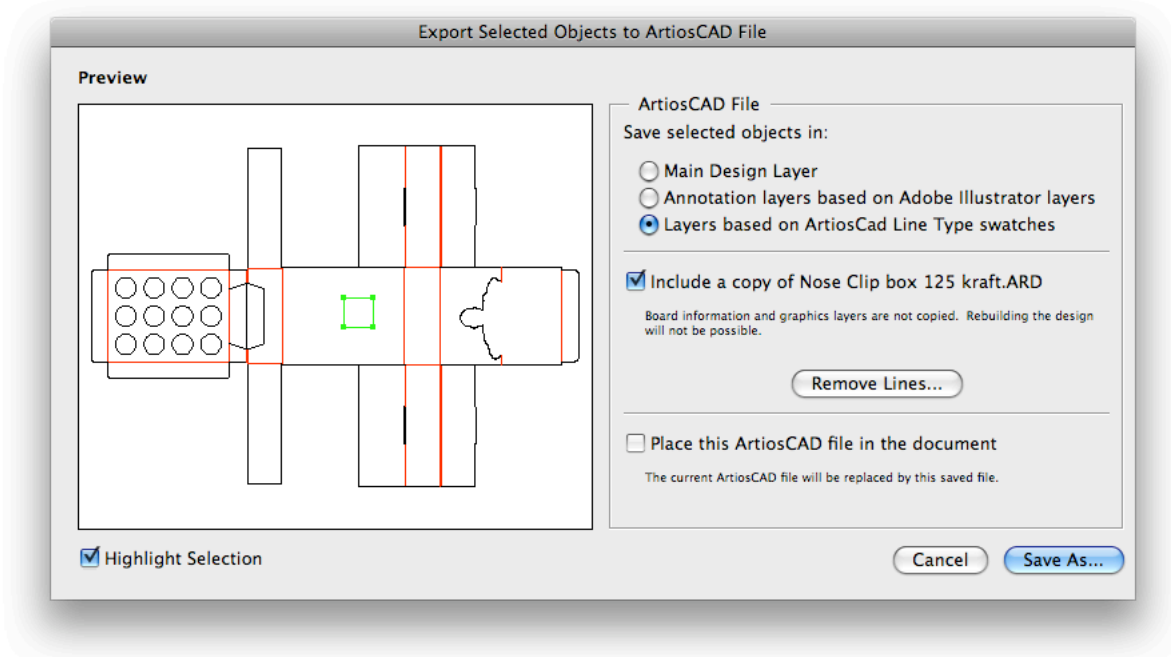 Export Selected Objects to ArtiosCAD File
Preview
ArtiosCAD File
Save selected objects in:
Main Design Layer
Annotation layers based on Adobe Illustrator layers
Layers based on ArtiosCad Line Type swatches
Include a copy of Nose Clip box 125 kraft.ARD
Board information and graphics layers are not copied. Rebuilding the design
will not be possible.
Remove Lines...
Place this ArtiosCAD file in the document
The current ArtiosCAD file will be replaced by this saved file.
Highlight Selection
Cancel
Save As...